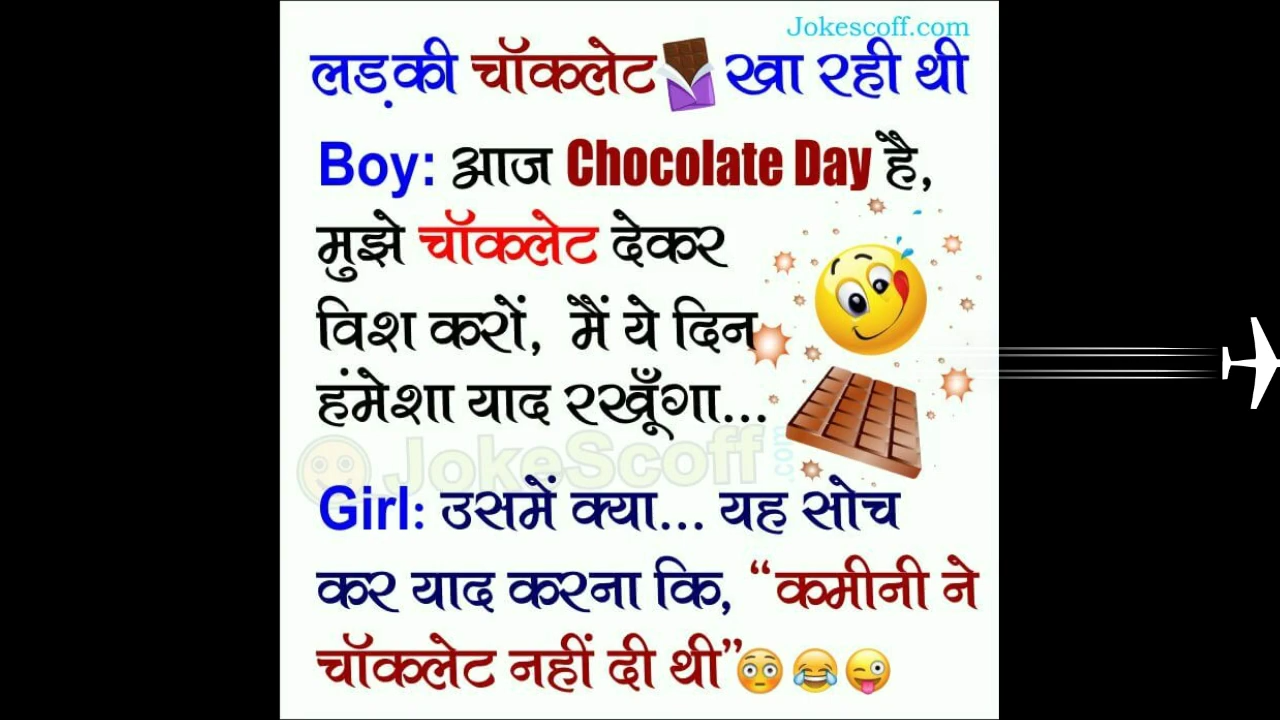 Jokescoff.com
लड़की चॉकलेट खा रही थी
Boy: आज Chocolate Day है,
मुझे चॉकलेट देकर
विश करों, मैं ये दिन
हंमेशा याद रखूँगा...
JokeScoff.com
Girl: उसमें क्या... यह सोच
कर याद करना कि, “कमीनी ने
चॉकलेट नहीं दी थी”